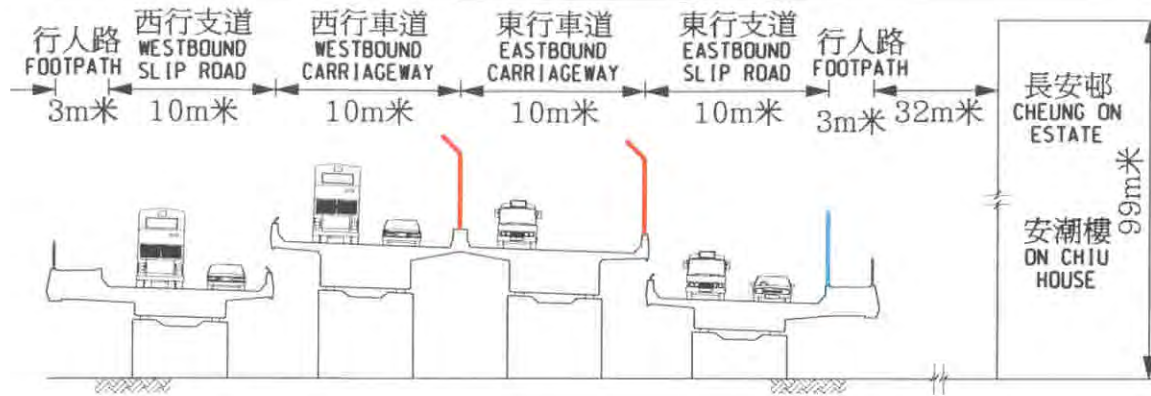 行人路
FOOTPATH
3m米
西行支道
WESTBOUND
SLIP ROAD
10m米
西行車道
WESTBOUND
CARRIAGEWAY
10m米
東行車道
EASTBOUND
CARRIAGEWAY
10m米
東行支道
EASTBOUND
SLIP ROAD
10m米
行人路
FOOTPATH
3m米
32m米
長安邨
CHEUNG ON
ESTATE
安潮樓
ON CHIU
HOUSE
99m米